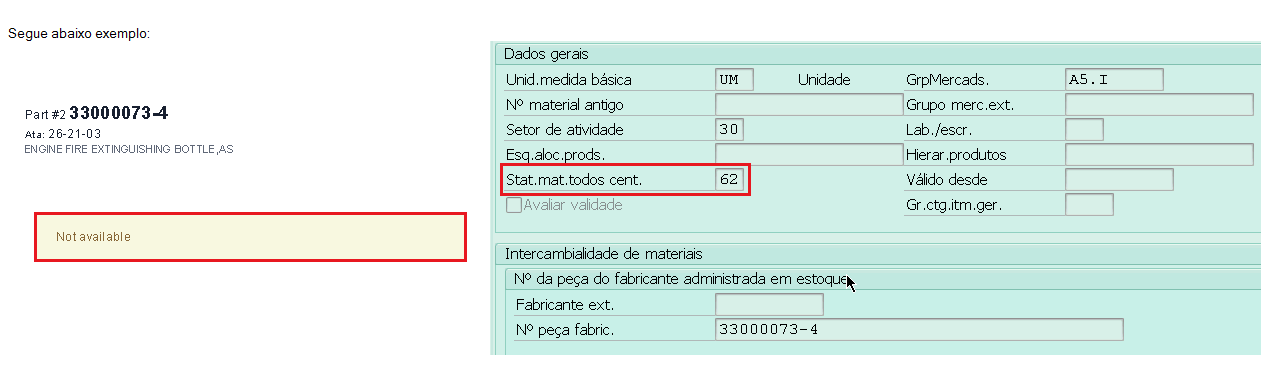 Segue abaixo exemplo:
Part #2 33000073-4
Ata: 26-21-03
ENGINE FIRE EXTINGUISHING BOTTLE,AS
Not available
Dados gerais
Unid.medida básica UM Unidade GrpMercads. A5.I
Nº material antigo Grupo merc.ext.
Setor de atividade 30 Lab./escr.
Esq.aloc.prods. Hierar.produtos
Stat.mat.todos cent. 62 Válido desde
Avaliar validade Gr.ctg.itm.ger.
Intercambialidade de materiais
Nº da peça do fabricante administrada em estoque
Fabricante ext.
Nº peça fabric. 33000073-4